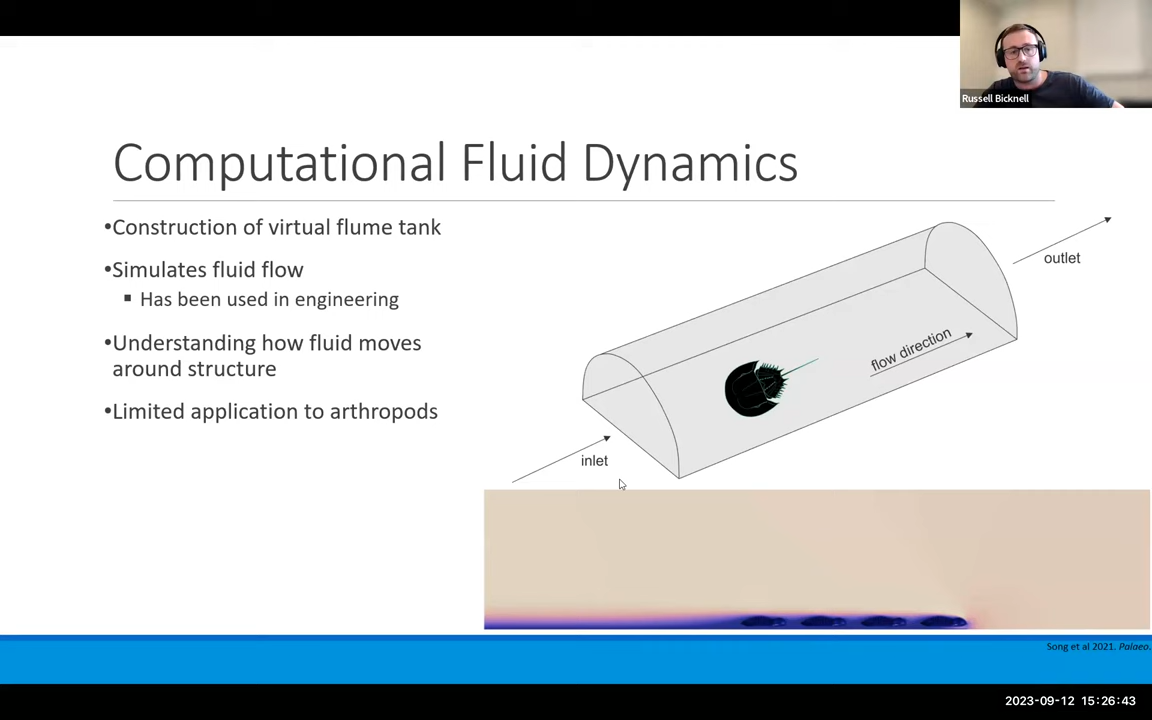 Russell Bicknell
Computational Fluid Dynamics
•Construction of virtual flume tank
•Simulates fluid flow
▪ Has been used in engineering
•Understanding how fluid moves
around structure
•Limited application to arthropods
outlet
flow direction
inlet
Song et al 2021. Palaeo.
2023-09-12 15:26:43